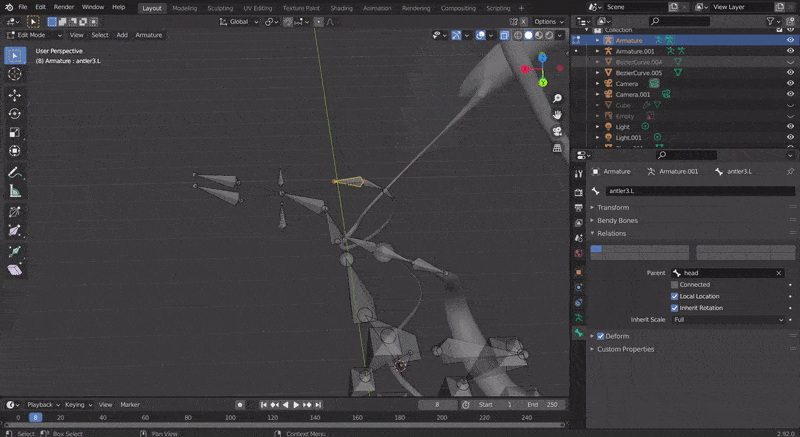 File Edit Render Window Help Layout Modeling Sculpting UV Editing Texture Paint Shading Animation Rendering Compositing Scripting + Scene View Layer
Global Options
Edit Mode View Select Add Armature
User Perspective
(8) Armature : antler3.L
X
Y
Z
Collection
Armature
Armature.001
BezierCurve.004
BezierCurve.005
Camera
Camera.001
Cube
Empty
Light
Light.001
Armature Armature.001 antler3.L
antler3.L
Transform
Bendy Bones
Relations
Parent head
Connected
Local Location
Inherit Rotation
Inherit Scale Full
Deform
Custom Properties
Playback Keying View Marker 8 Start 1 End 250
0 8 20 40 60 80 100 120 140 160 180 200 220 240
Select Box Select Pan View Context Menu 2.92.0